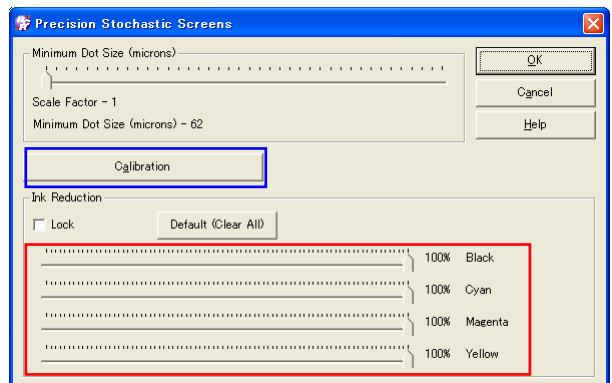 Precision Stochastic Screens
Minimum Dot Size (microns)
Scale Factor - 1
Minimum Dot Size (microns) - 62
OK
Cancel
Help
Calibration
Ink Reduction
Lock
Default (Clear All)
100% Black
100% Cyan
100% Magenta
100% Yellow